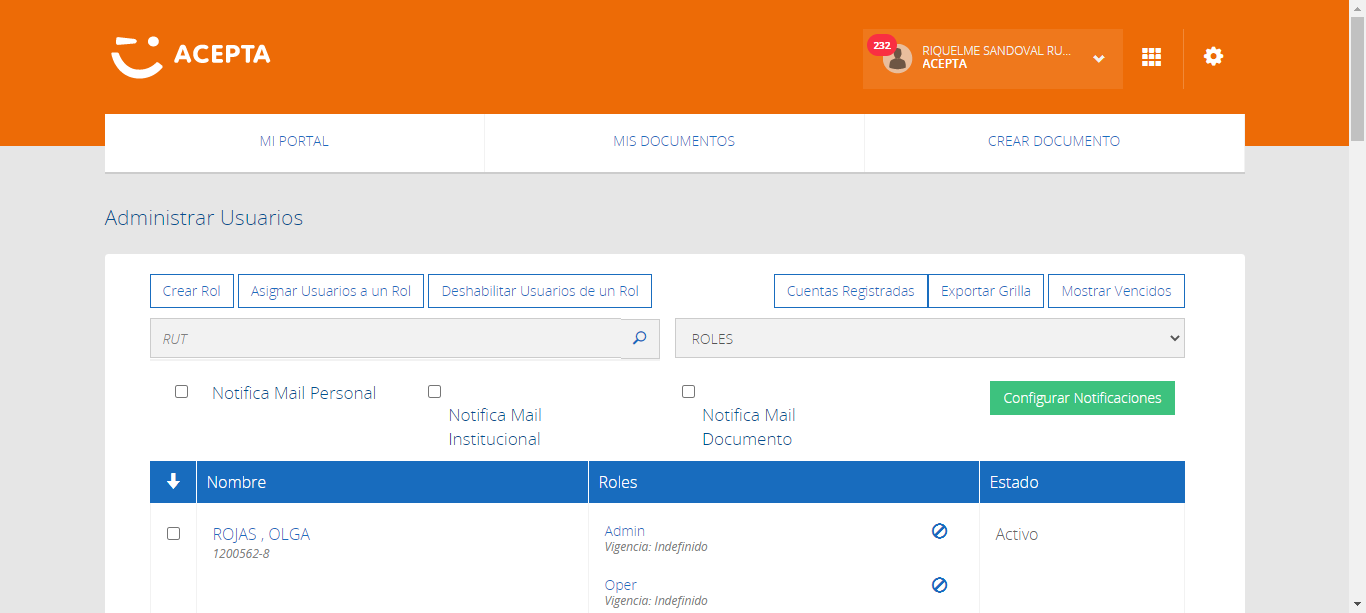 ACEPTA
232
RIQUELME SANDOVAL RU...
ACEPTA
MI PORTAL
MIS DOCUMENTOS
CREAR DOCUMENTO
Administrar Usuarios
Crear Rol
Asignar Usuarios a un Rol
Deshabilitar Usuarios de un Rol
Cuentas Registradas
Exportar Grilla
Mostrar Vencidos
RUT
ROLES
Notifica Mail Personal
Notifica Mail
Institucional
Notifica Mail
Documento
Configurar Notificaciones
Nombre
Roles
Estado
ROJAS , OLGA
1200562-8
Admin
Vigencia: Indefinido
Activo
Oper
Vigencia: Indefinido